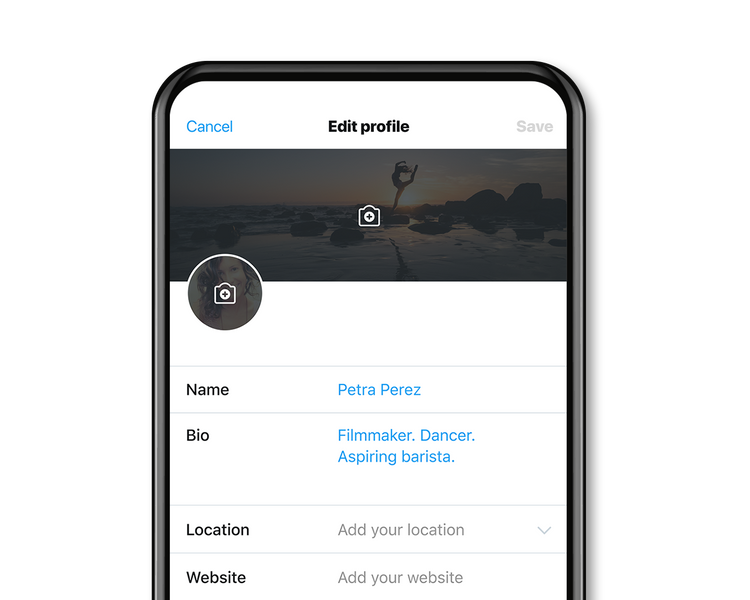 Cancel Edit profile Save
Name Petra Perez
Bio Filmmaker. Dancer.
Aspiring barista.
Location Add your location
Website Add your website